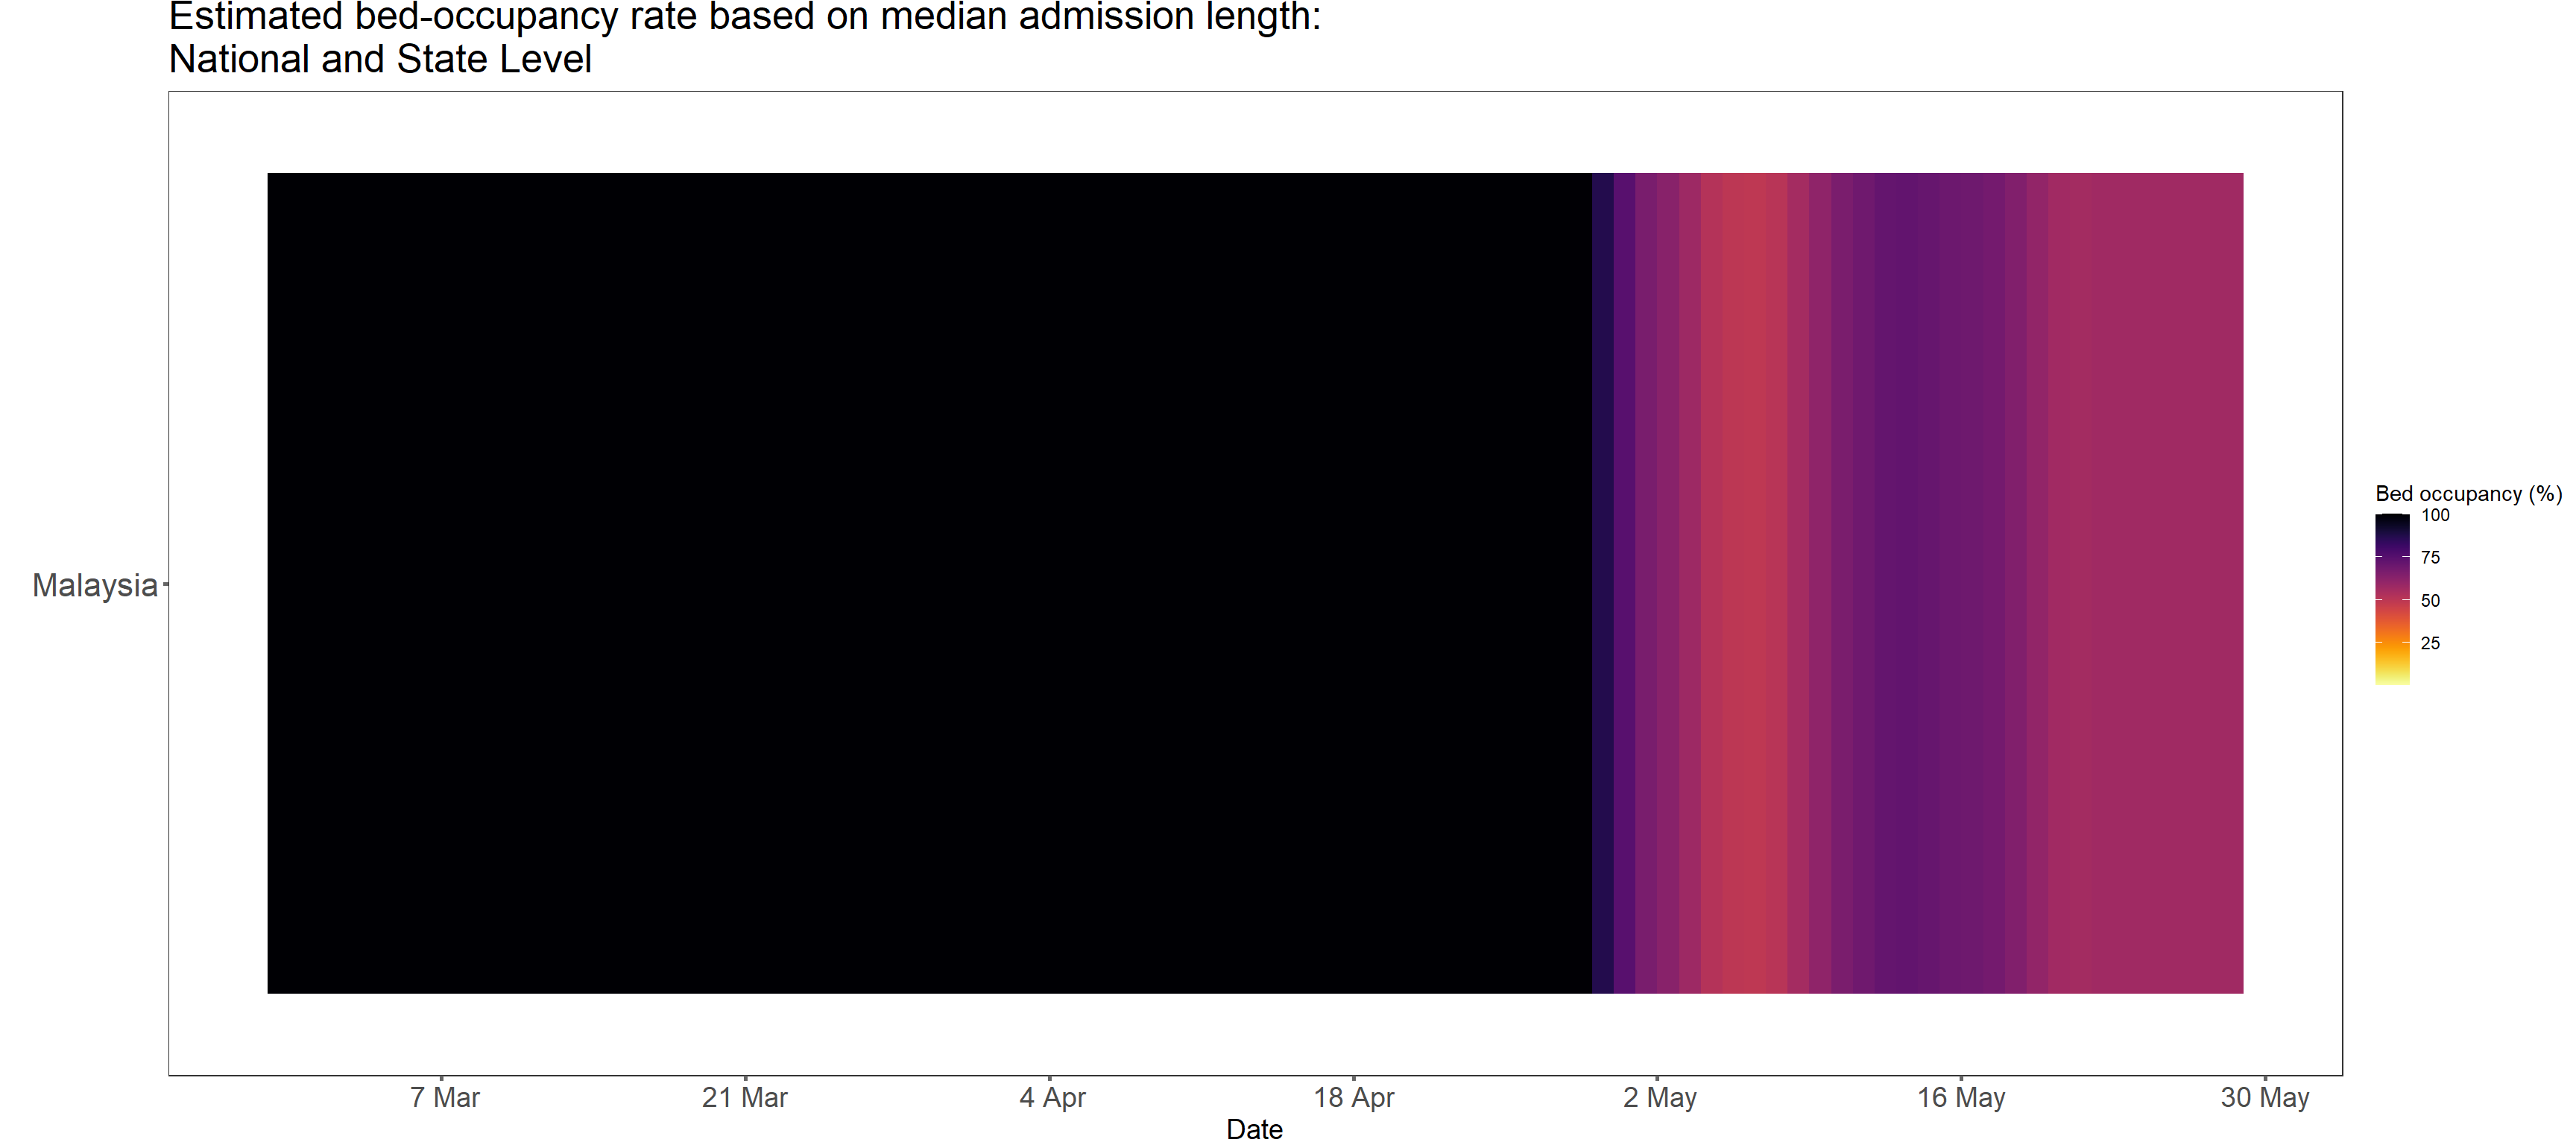 Estimated bed-occupancy rate based on median admission length:
National and State Level
Malaysia
Bed occupancy (%)
100
75
50
25
7 Mar
21 Mar
4 Apr
18 Apr
2 May
16 May
30 May
Date